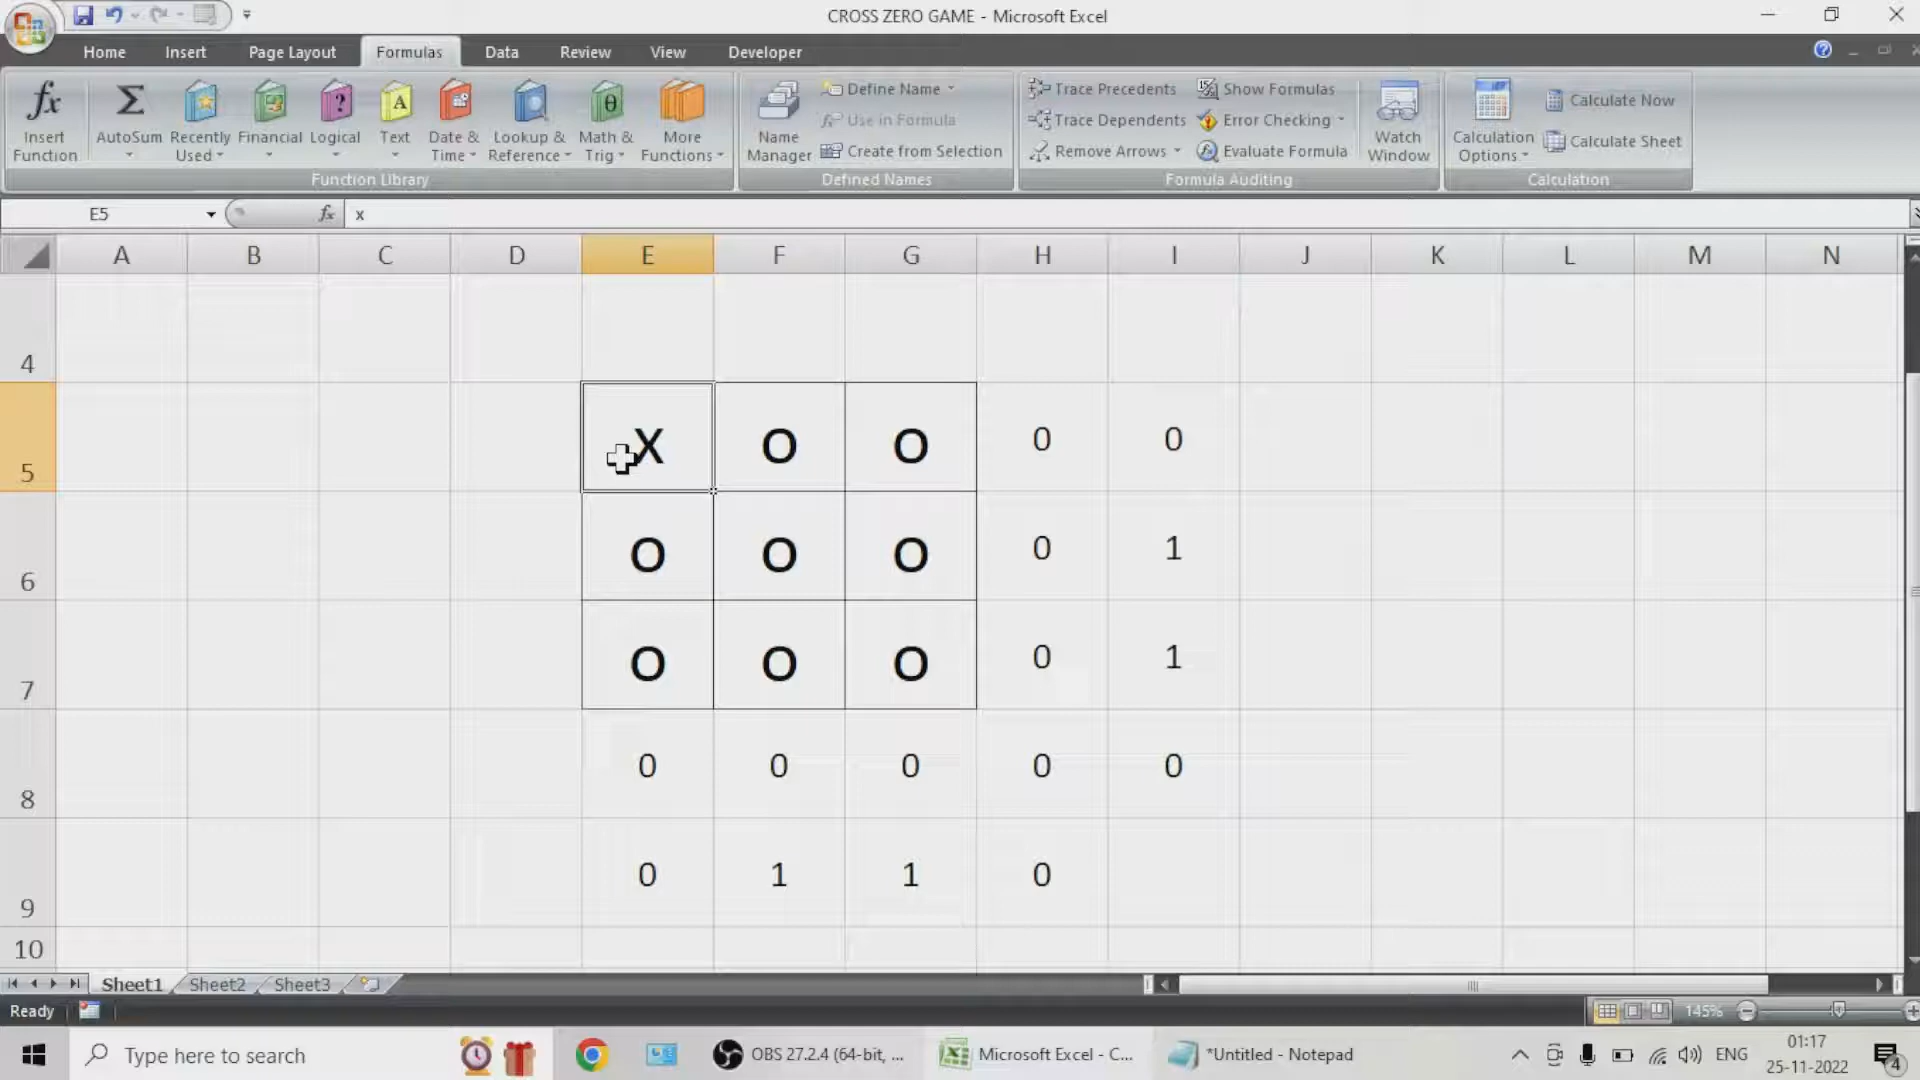 CROSS ZERO GAME - Microsoft Excel
Home Insert Page Layout Formulas Data Review View Developer
Insert Function
AutoSum
Recently Used
Financial
Logical
Text
Date & Time
Lookup & Reference
Math & Trig
More Functions
Function Library
Name Manager
Define Name
Use in Formula
Create from Selection
Defined Names
Trace Precedents
Trace Dependents
Remove Arrows
Show Formulas
Error Checking
Evaluate Formula
Formula Auditing
Watch Window
Calculation Options
Calculate Now
Calculate Sheet
Calculation
E5 fx x
A B C D E F G H I J K L M N
4
5 X O O 0 0
6 O O O 0 1
7 O O O 0 1
8 0 0 0 0 0
9 0 1 1 0
10
Sheet1 Sheet2 Sheet3
Ready 145%
Type here to search
OBS 27.2.4 (64-bit, ...
Microsoft Excel - C...
*Untitled - Notepad
ENG
01:17
25-11-2022
4